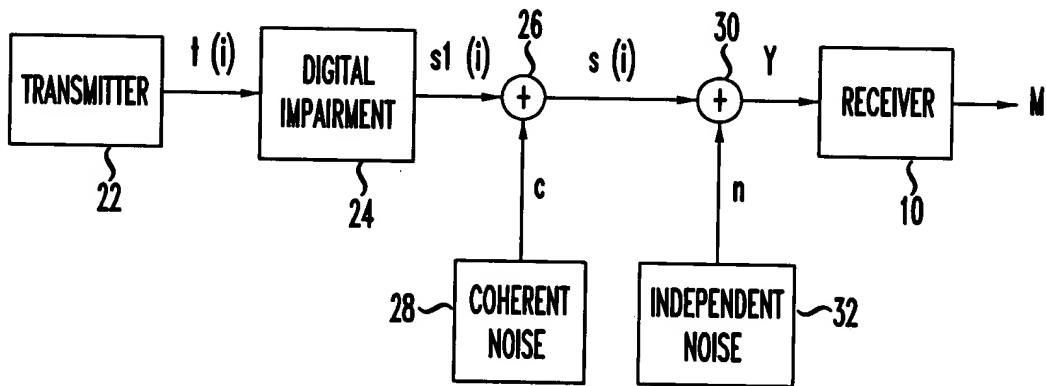 26
30
t (i)
s1 (i)
s (i)
Y
TRANSMITTER
DIGITAL
IMPAIRMENT
+
+
RECEIVER
M
22
24
10
c
n
28
COHERENT
NOISE
INDEPENDENT
NOISE
32